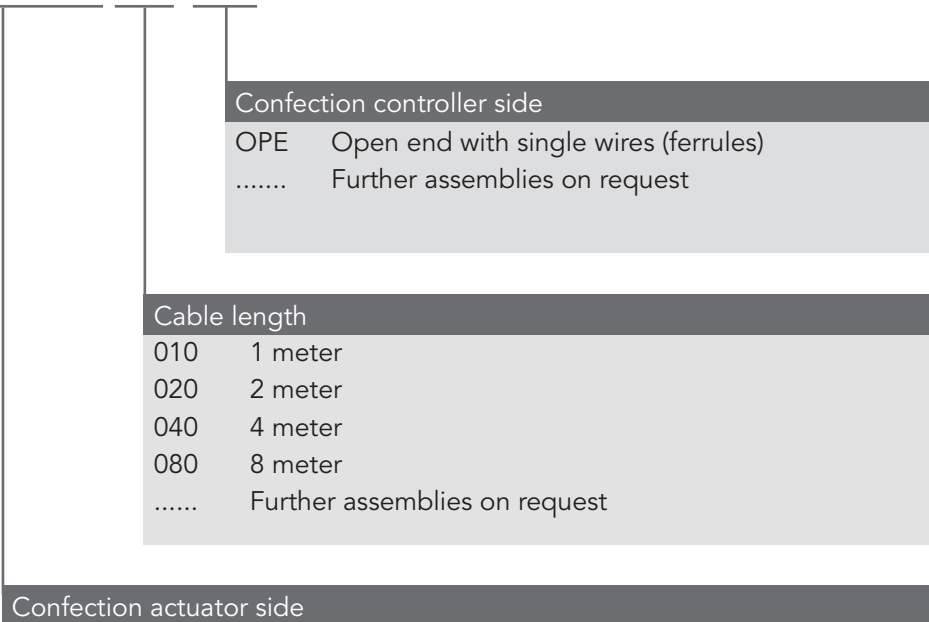 Confection controller side
OPE Open end with single wires (ferrules)
....... Further assemblies on request
Cable length
010 1 meter
020 2 meter
040 4 meter
080 8 meter
...... Further assemblies on request
Confection actuator side